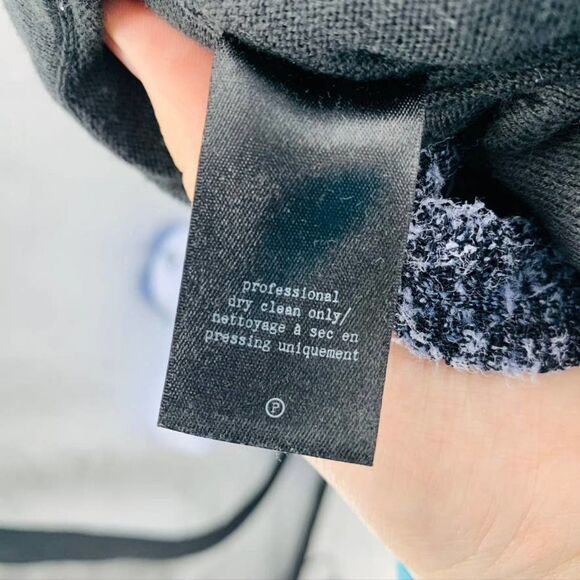 professional
dry clean only/
nettoyage à sec en
pressing uniquement
Ⓟ